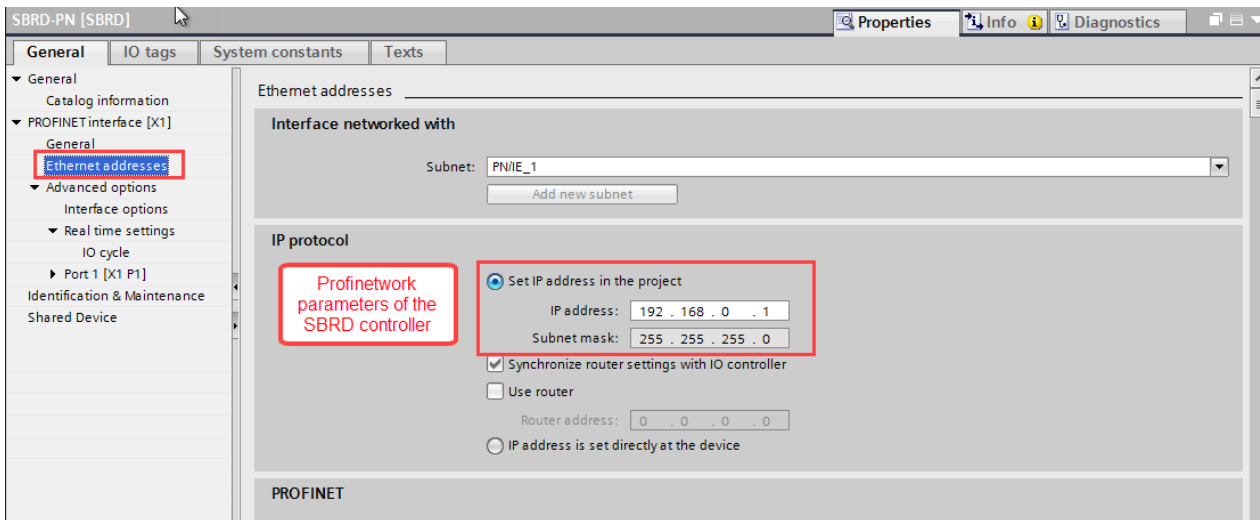 SBRD-PN [SBRD]
Properties
Info
Diagnostics
General
IO tags
System constants
Texts
General
Catalog information
PROFINET interface [X1]
General
Ethernet addresses
Advanced options
Interface options
Real time settings
IO cycle
Port 1 [X1 P1]
Identification & Maintenance
Shared Device
Ethernet addresses
Interface networked with
Subnet: PN/IE_1
Add new subnet
IP protocol
Profinetwork
parameters of the
SBRD controller
Set IP address in the project
IP address: 192 . 168 . 0 . 1
Subnet mask: 255 . 255 . 255 . 0
Synchronize router settings with IO controller
Use router
Router address: 0 . 0 . 0 . 0
IP address is set directly at the device
PROFINET